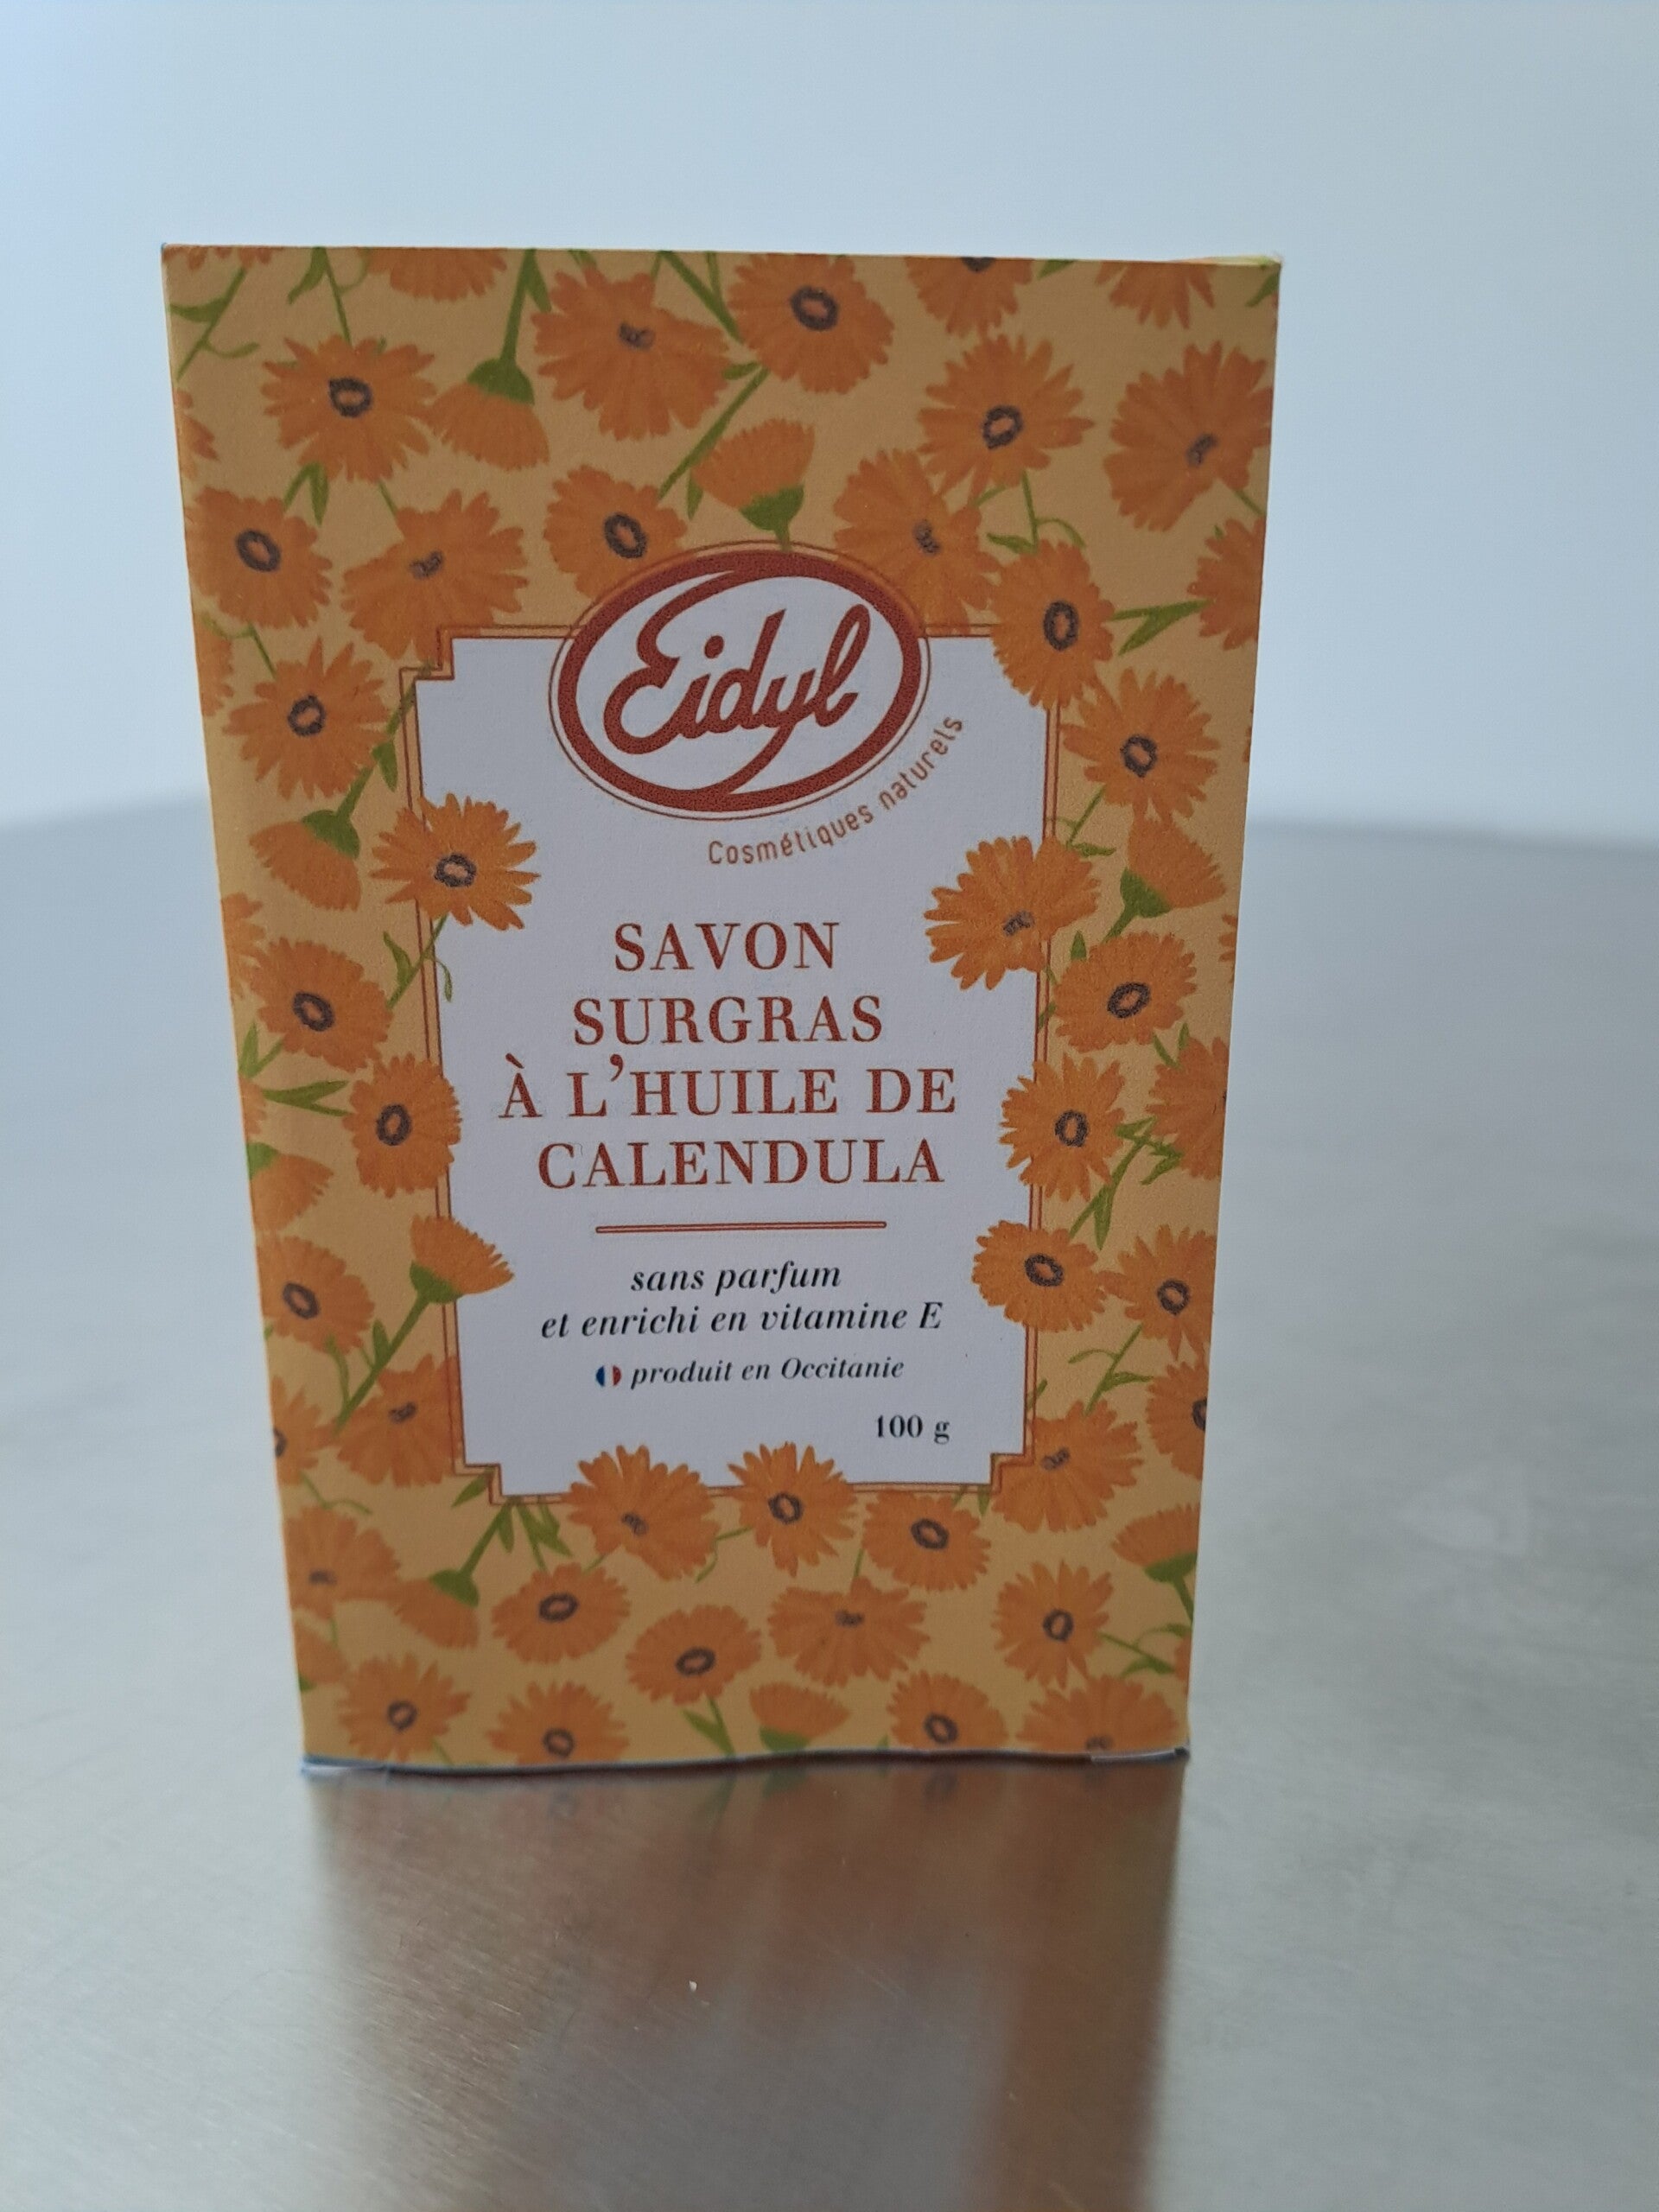 Eidyl
Cosmétiques naturels
SAVON
SURGRAS
À L'HUILE DE
CALENDULA
sans parfum
et enrichi en vitamine E
produit en Occitanie
100 g